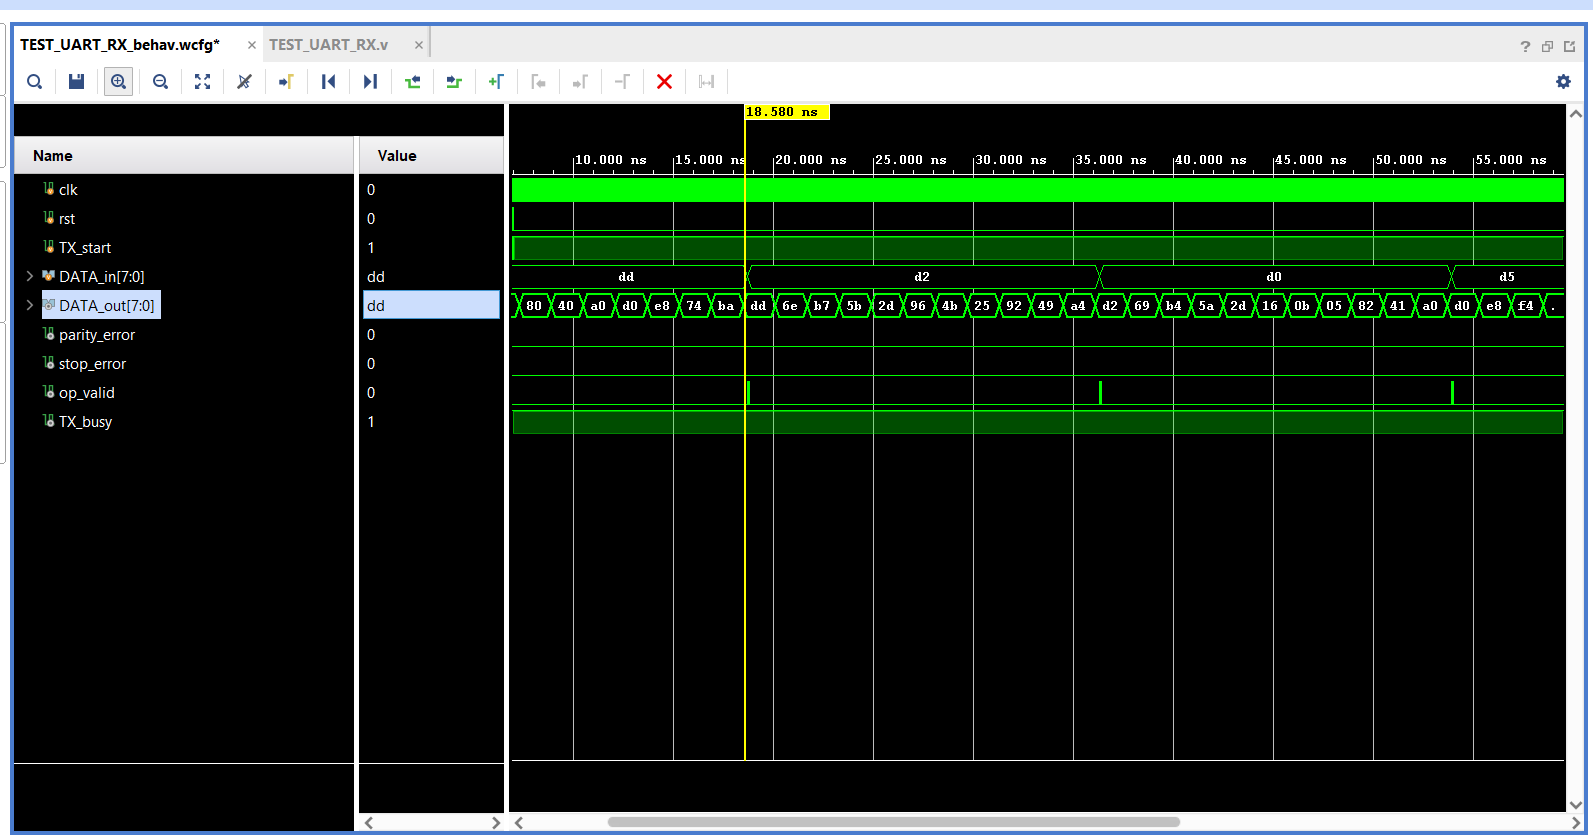 TEST_UART_RX_behav.wcfg* × TEST_UART_RX.v ×
?
18.580 ns
Name Value
10.000 ns 15.000 ns 20.000 ns 25.000 ns 30.000 ns 35.000 ns 40.000 ns 45.000 ns 50.000 ns 55.000 ns
clk 0
rst 0
TX_start 1
DATA_in[7:0] dd dd d2 d0 d5
DATA_out[7:0] dd 80 40 a0 d0 e8 74 ba dd 6e b7 5b 2d 96 4b 25 92 49 a4 d2 69 b4 5a 2d 16 0b 05 82 41 a0 d0 e8 f4 .
parity_error 0
stop_error 0
op_valid 0
TX_busy 1